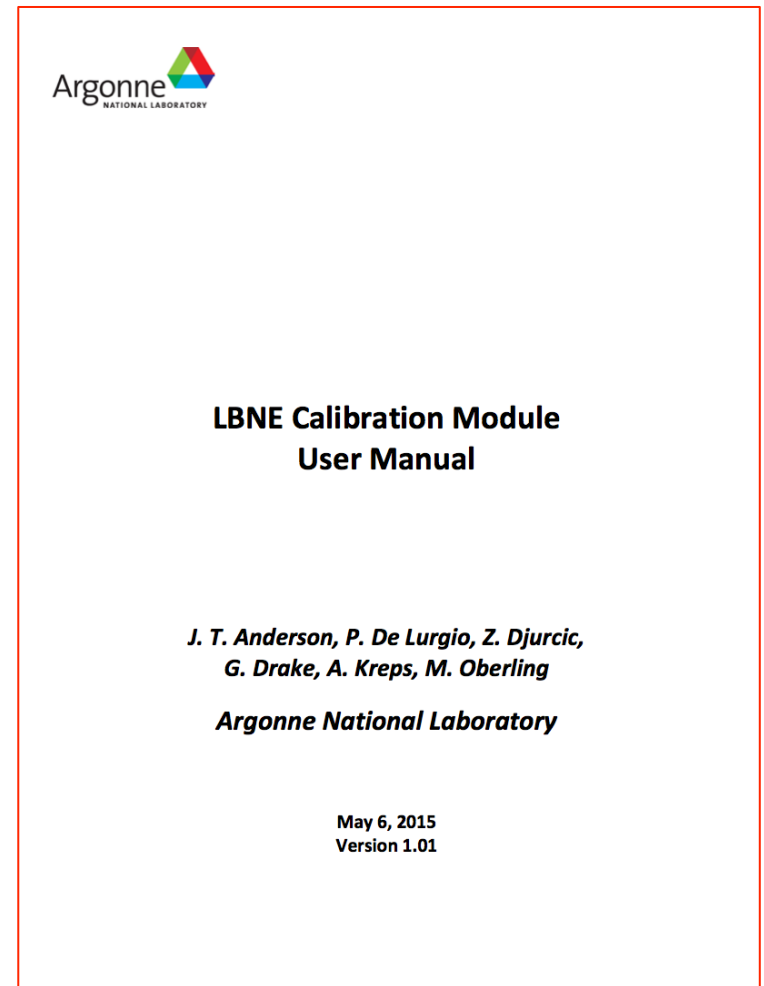 Argonne
NATIONAL LABORATORY
LBNE Calibration Module
User Manual
J. T. Anderson, P. De Lurgio, Z. Djurcic,
G. Drake, A. Kreps, M. Oberling
Argonne National Laboratory
May 6, 2015
Version 1.01